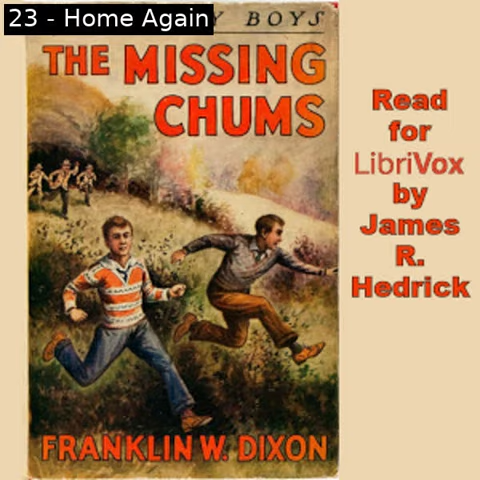 23 - Home Again
Y BOYS
THE MISSING
CHUMS
FRANKLIN W. DIXON
Read
for
LibriVox
by
James
R.
Hedrick